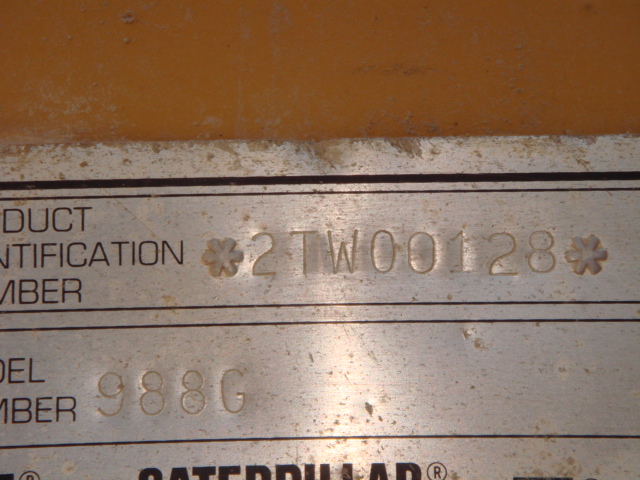 DUCT
NTIFICATION *2TW00128*
MBER
DEL
MBER 988G
CATERPILLAR®